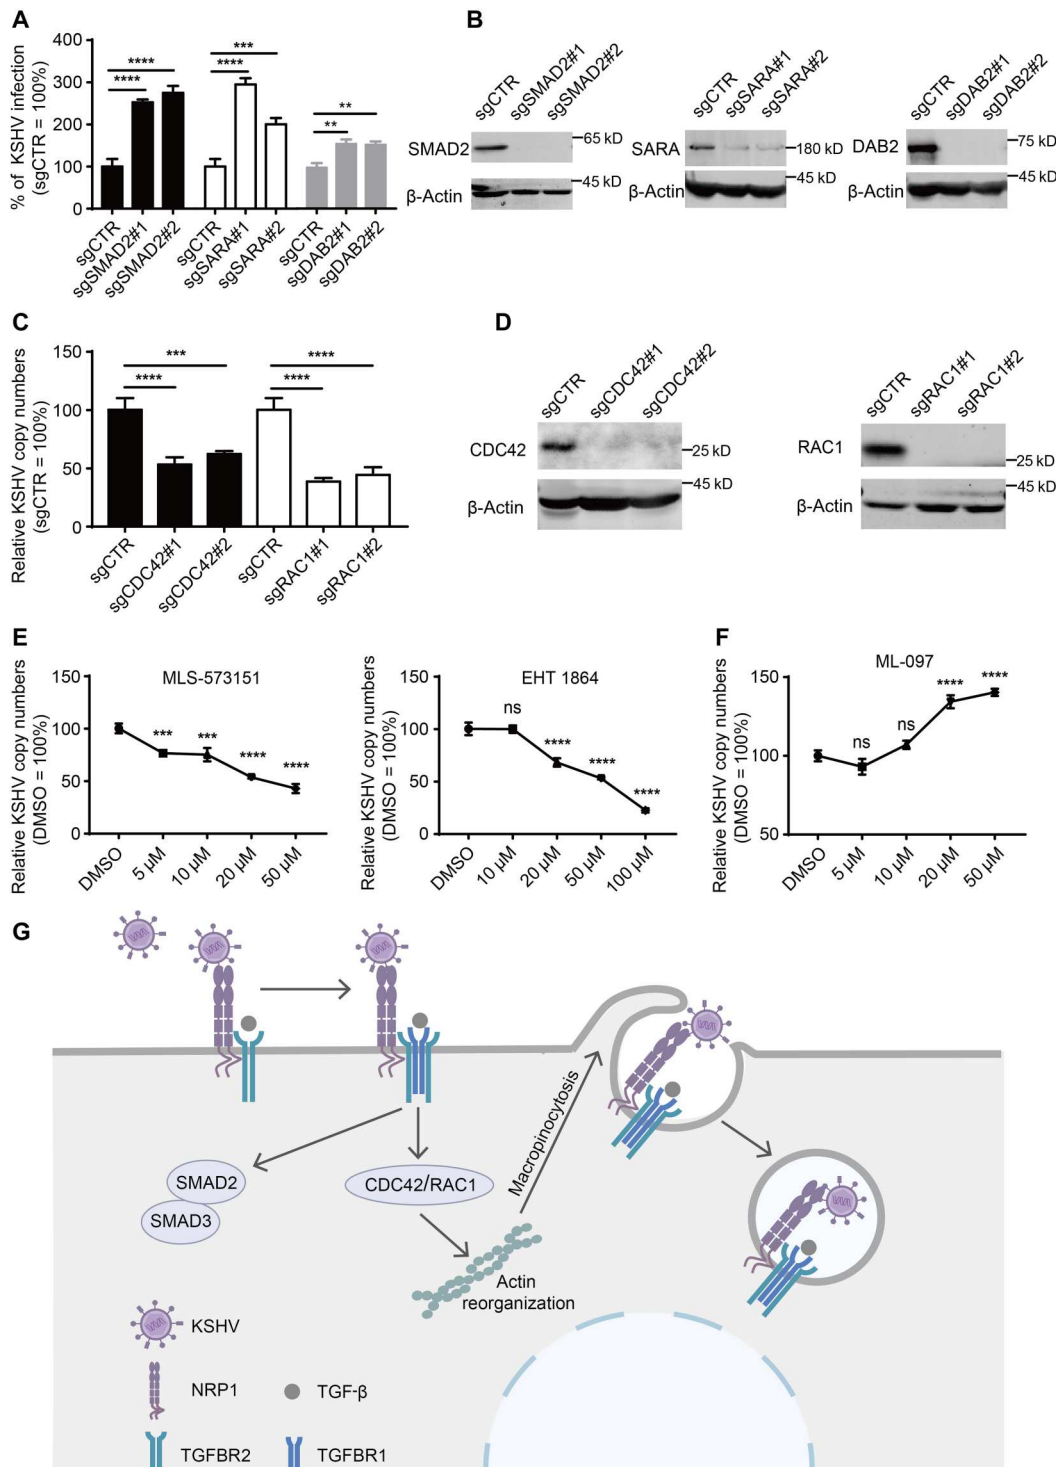 A
% of KSHV infection
(sgCTR = 100%)
400
300
200
100
0
****
****
***
****
**
**
sgCTR
sgSMAD2#1
sgSMAD2#2
sgCTR
sgSARA#1
sgSARA#2
sgCTR
sgDAB2#1
sgDAB2#2
B
sgCTR
sgSMAD2#1
sgSMAD2#2
SMAD2
65 kD
β-Actin
45 kD
sgCTR
sgSARA#1
sgSARA#2
SARA
180 kD
β-Actin
45 kD
sgCTR
sgDAB2#1
sgDAB2#2
DAB2
75 kD
β-Actin
45 kD
C
Relative KSHV copy numbers
(sgCTR = 100%)
150
100
50
0
***
****
****
****
sgCTR
sgCDC42#1
sgCDC42#2
sgCTR
sgRAC1#1
sgRAC1#2
D
sgCTR
sgCDC42#1
sgCDC42#2
CDC42
25 kD
45 kD
β-Actin
sgCTR
sgRAC1#1
sgRAC1#2
RAC1
25 kD
45 kD
β-Actin
E
Relative KSHV copy numbers
(DMSO = 100%)
MLS-573151
150
100
50
0
***
***
****
****
DMSO
5 μM
10 μM
20 μM
50 μM
Relative KSHV copy numbers
(DMSO = 100%)
EHT 1864
150
100
50
0
ns
****
****
****
DMSO
10 μM
20 μM
50 μM
100 μM
F
Relative KSHV copy numbers
(DMSO = 100%)
ML-097
150
100
50
ns
ns
****
****
DMSO
5 μM
10 μM
20 μM
50 μM
G
Macropinocytosis
SMAD2
SMAD3
CDC42/RAC1
Actin
reorganization
KSHV
NRP1
TGF-β
TGFBR2
TGFBR1